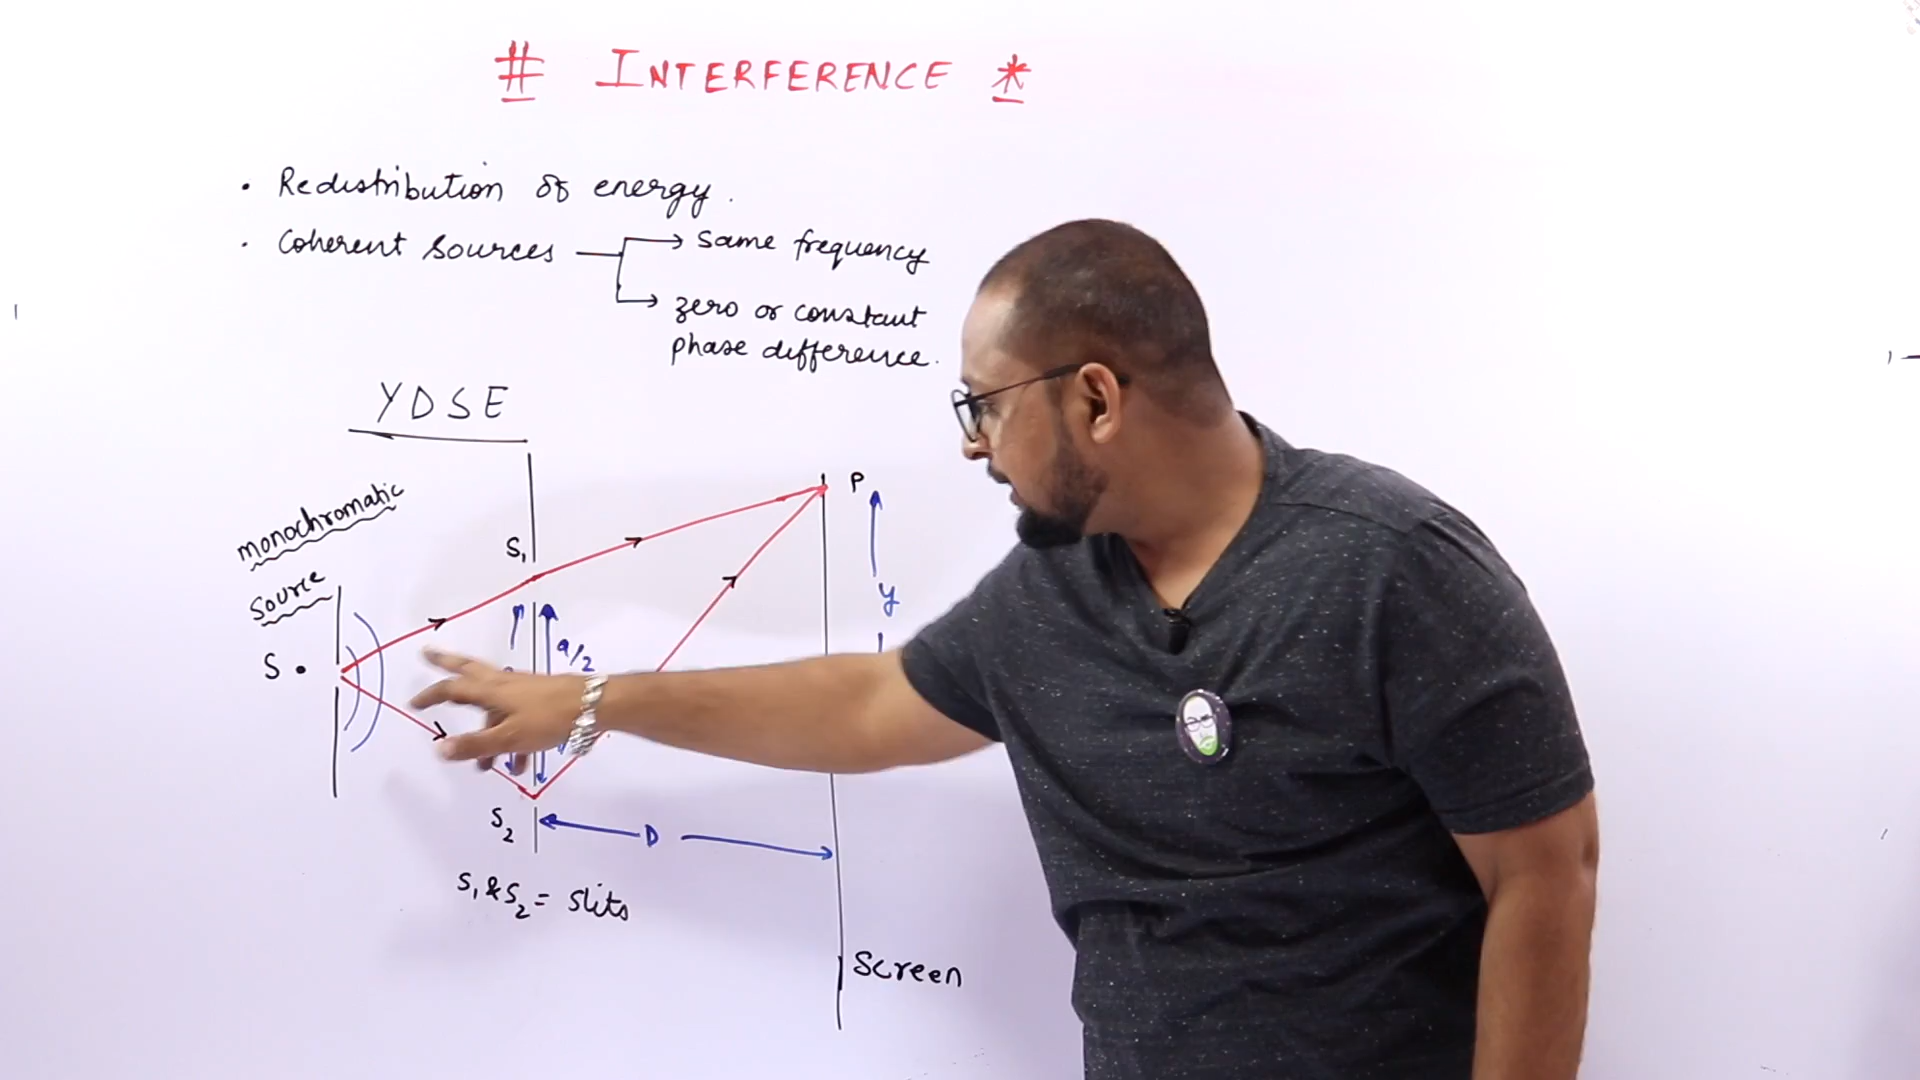 # INTERFERENCE *
• Redistribution of energy.
• Coherent sources → same frequency
→ zero or constant
phase difference.
YDSE
monochromatic
source
S •
S₁
P
y
a/2
S₂
D
S₁ & S₂ = slits
Screen